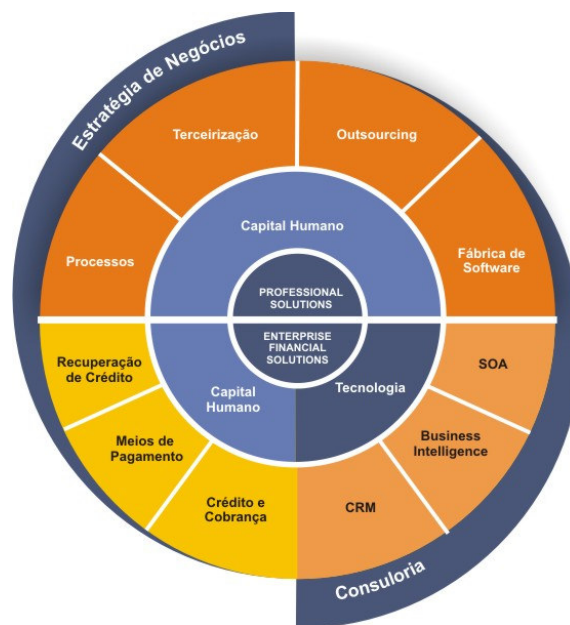 Estratégia de Negócios
Terceirização
Outsourcing
Processos
Capital Humano
Fábrica de
Software
PROFESSIONAL
SOLUTIONS
ENTERPRISE
FINANCIAL
SOLUTIONS
Recuperação
de Crédito
Capital
Humano
Tecnologia
SOA
Meios de
Pagamento
Business
Intelligence
Crédito e
Cobrança
CRM
Consuloria